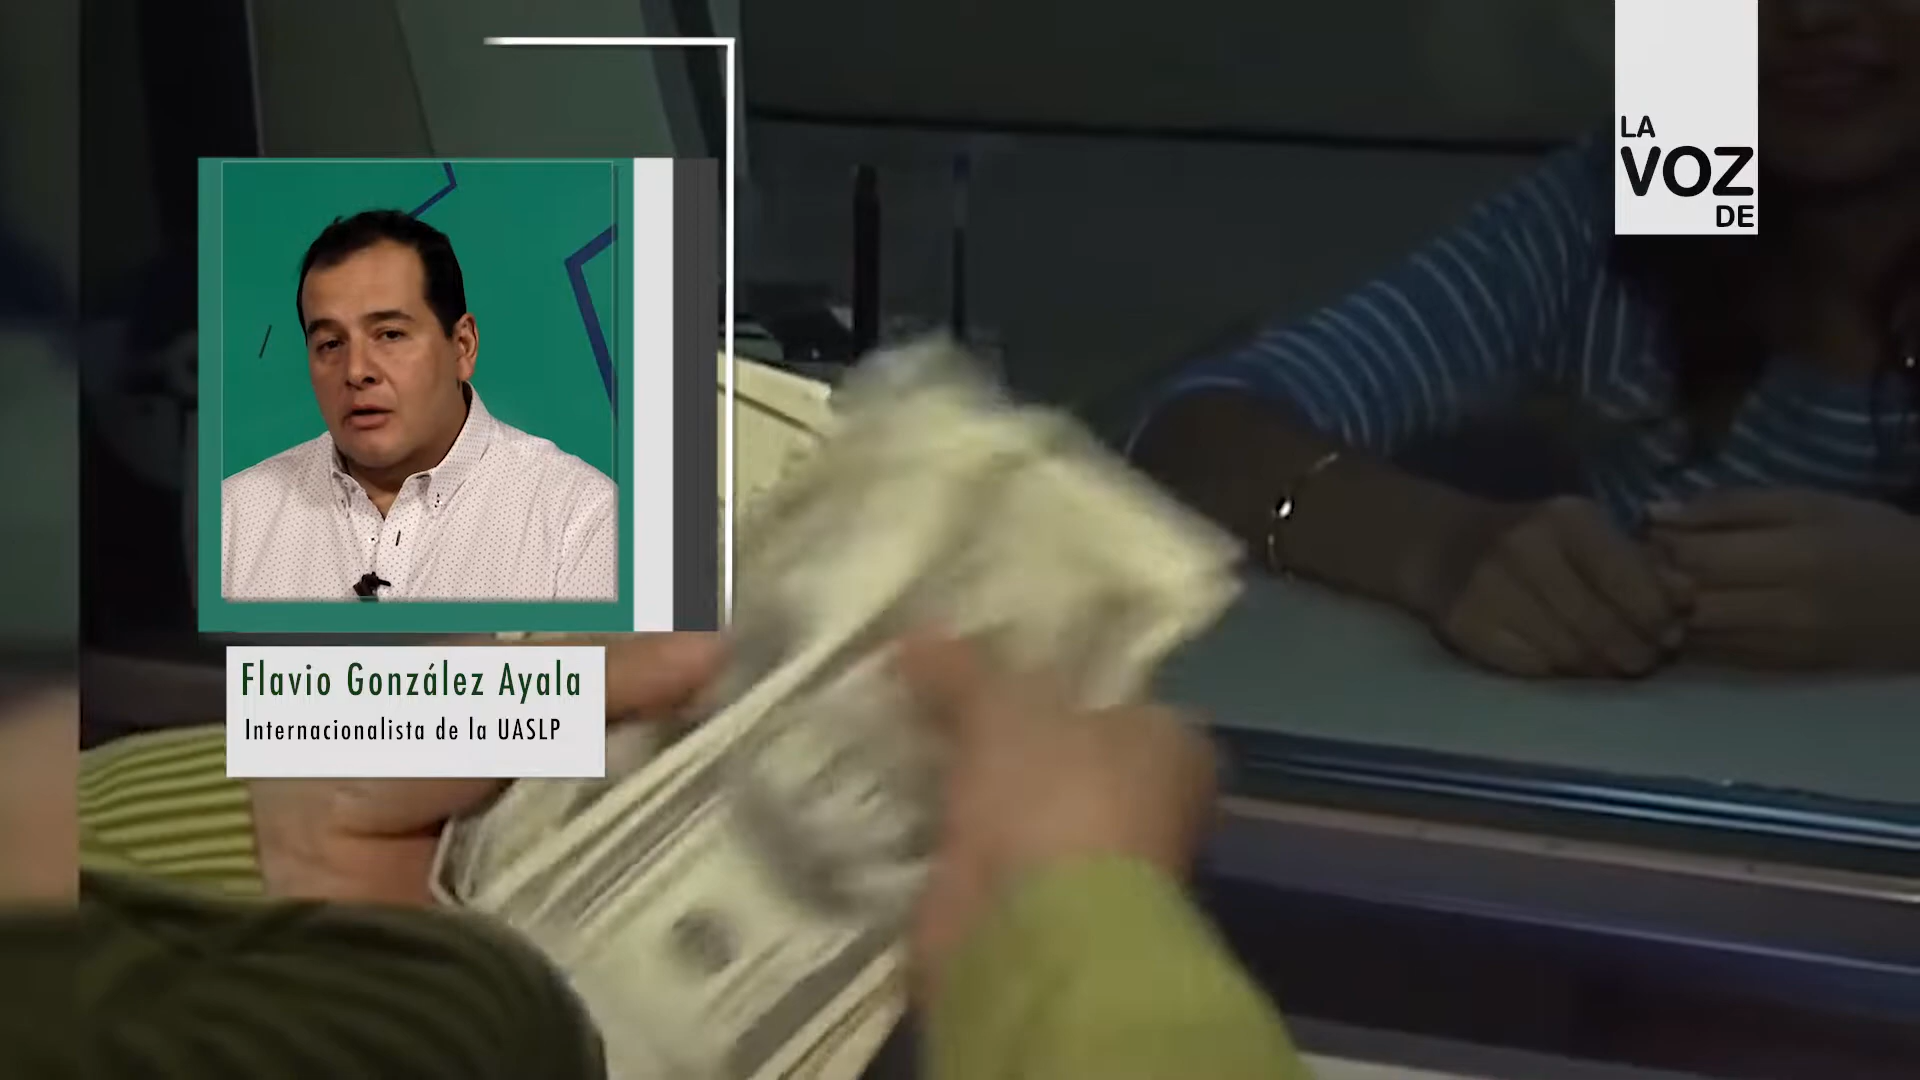 LA
VOZ
DE
Flavio González Ayala
Internacionalista de la UASLP